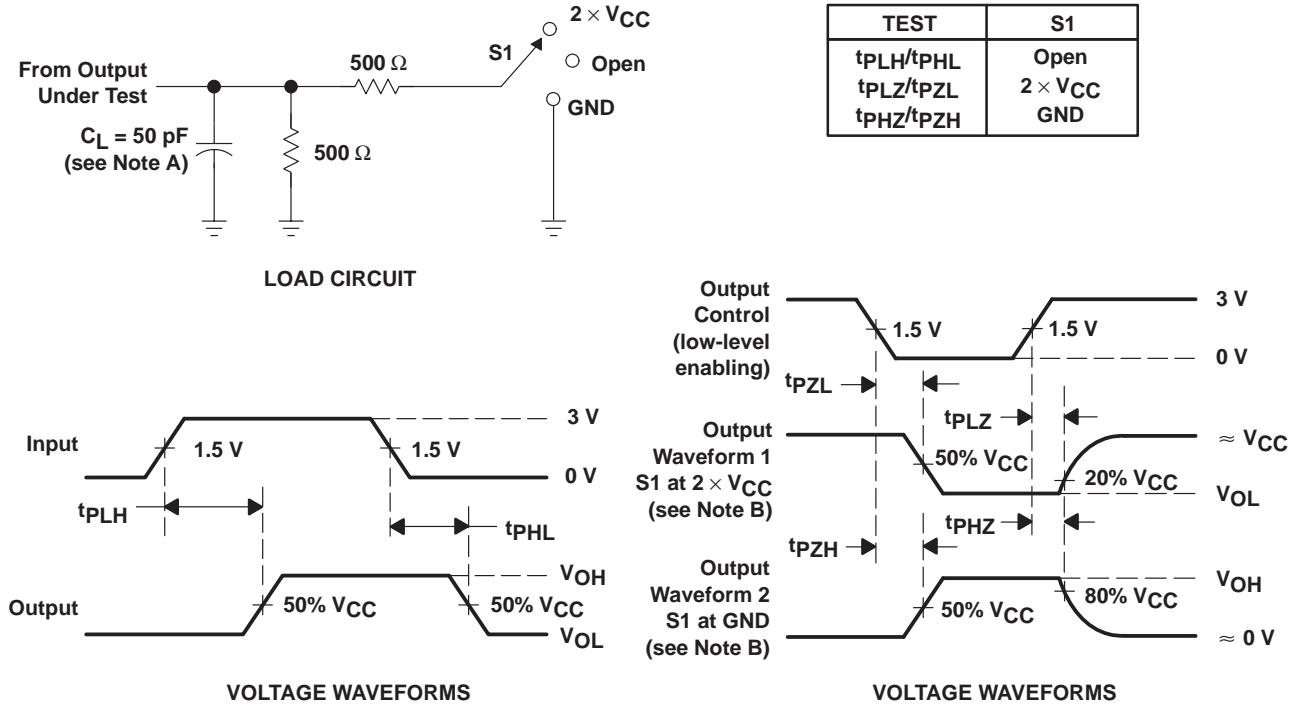 2 × VCC
S1
500 Ω
Open
From Output
Under Test
GND
CL = 50 pF
(see Note A)
500 Ω
LOAD CIRCUIT
TEST S1
tPLH/tPHL Open
tPLZ/tPZL 2 × VCC
tPHZ/tPZH GND
Input
1.5 V
1.5 V
3 V
0 V
tPLH
tPHL
Output
50% VCC
50% VCC
VOH
VOL
VOLTAGE WAVEFORMS
Output
Control
(low-level
enabling)
1.5 V
1.5 V
3 V
0 V
tPZL
tPLZ
Output
Waveform 1
S1 at 2 × VCC
(see Note B)
50% VCC
20% VCC
≈ VCC
VOL
tPHZ
tPZH
Output
Waveform 2
S1 at GND
(see Note B)
50% VCC
80% VCC
VOH
≈ 0 V
VOLTAGE WAVEFORMS